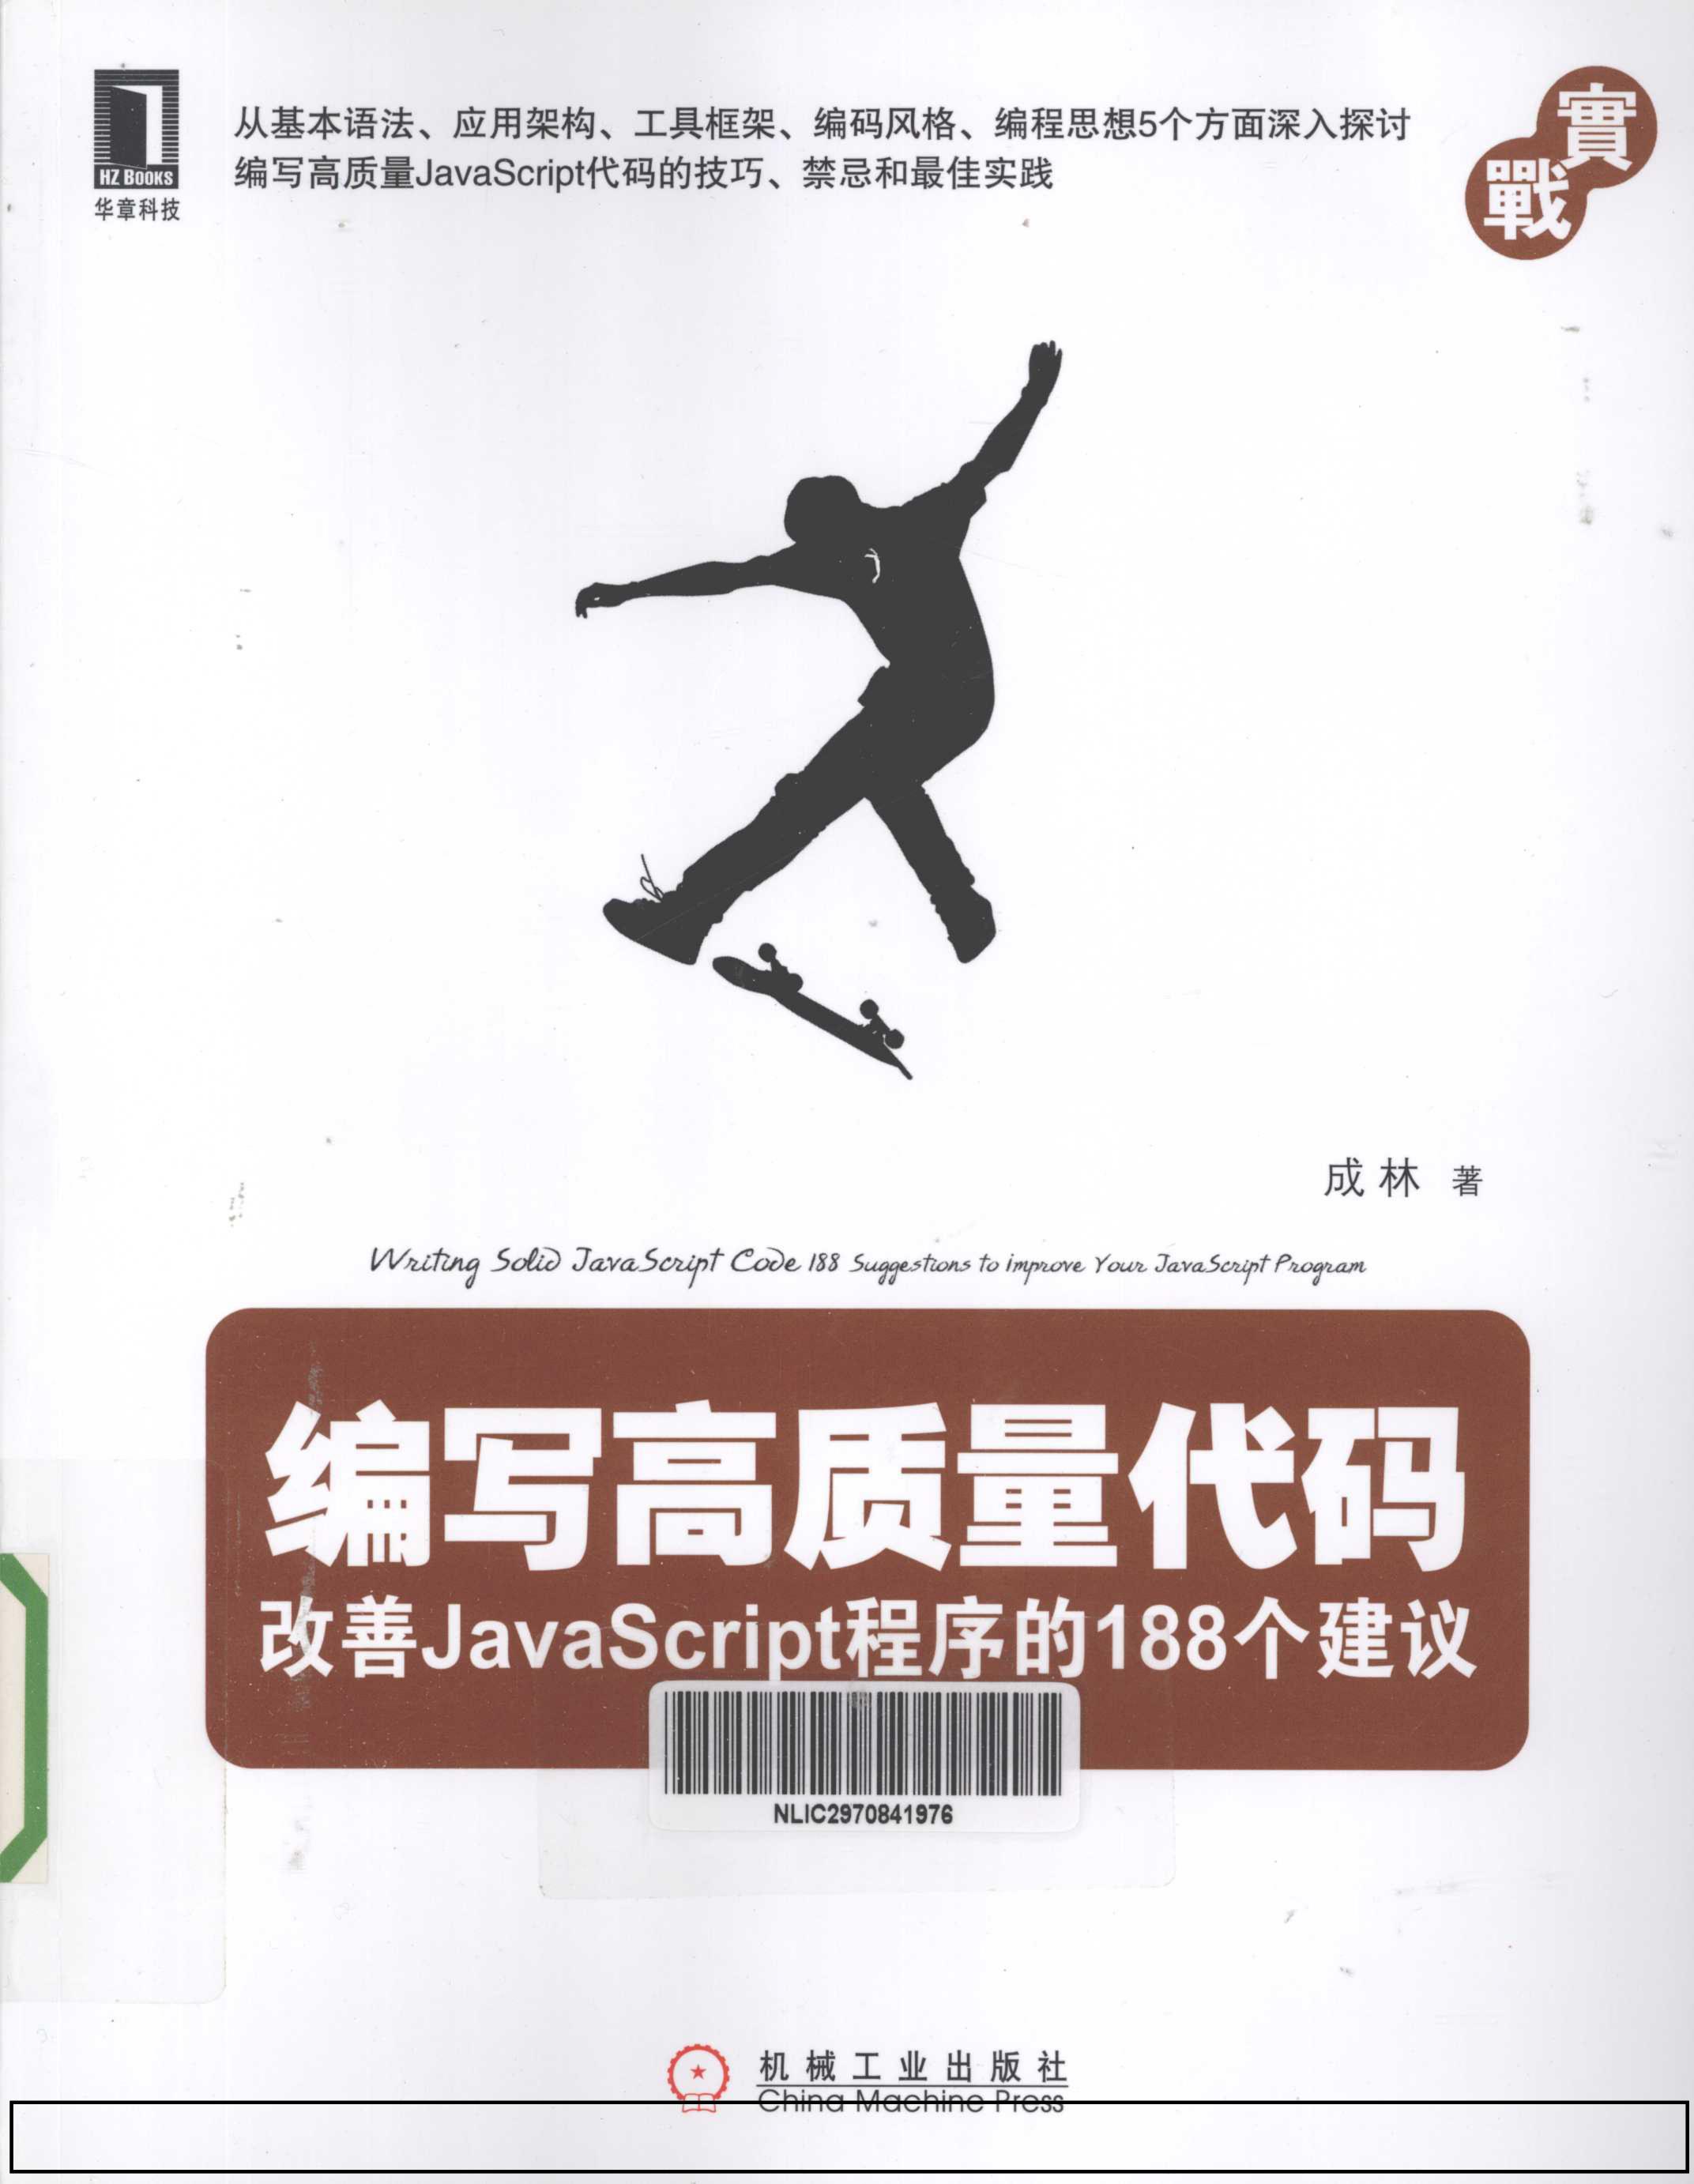 HZ BOOKS
华章科技
从基本语法、应用架构、工具框架、编码风格、编程思想5个方面深入探讨
编写高质量JavaScript代码的技巧、禁忌和最佳实践
實
戰
成林 著
Writing Solid JavaScript Code 188 Suggestions to Improve Your JavaScript Program
编写高质量代码
改善JavaScript程序的188个建议
NLIC2970841976
机械工业出版社
China Machine Press